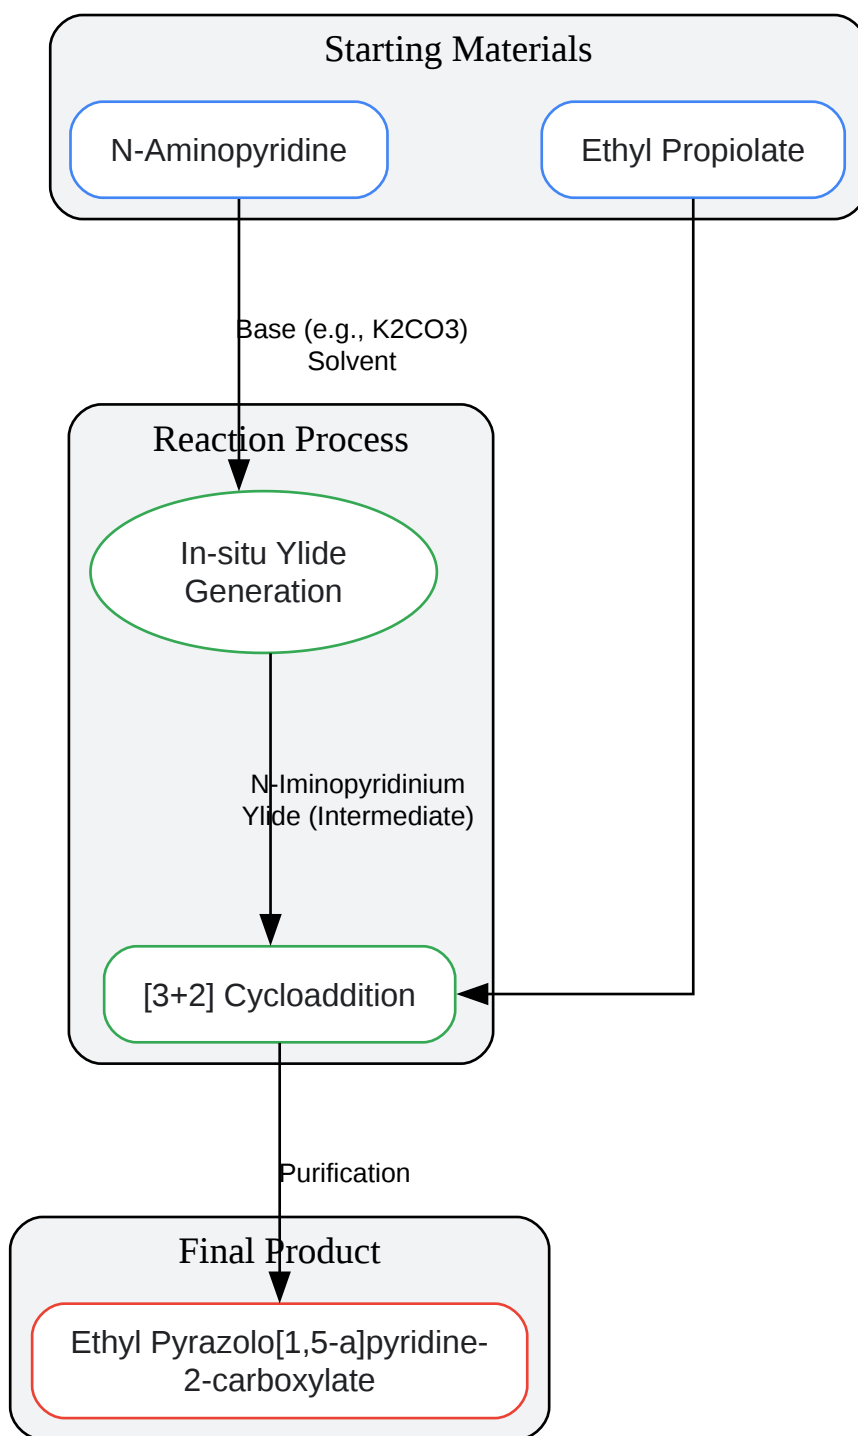 Starting Materials
N-Aminopyridine
Ethyl Propiolate
Base (e.g., K2CO3)
Solvent
Reaction Process
In-situ Ylide
Generation
N-Iminopyridinium
Ylide (Intermediate)
[3+2] Cycloaddition
Purification
Final Product
Ethyl Pyrazolo[1,5-a]pyridine-
2-carboxylate